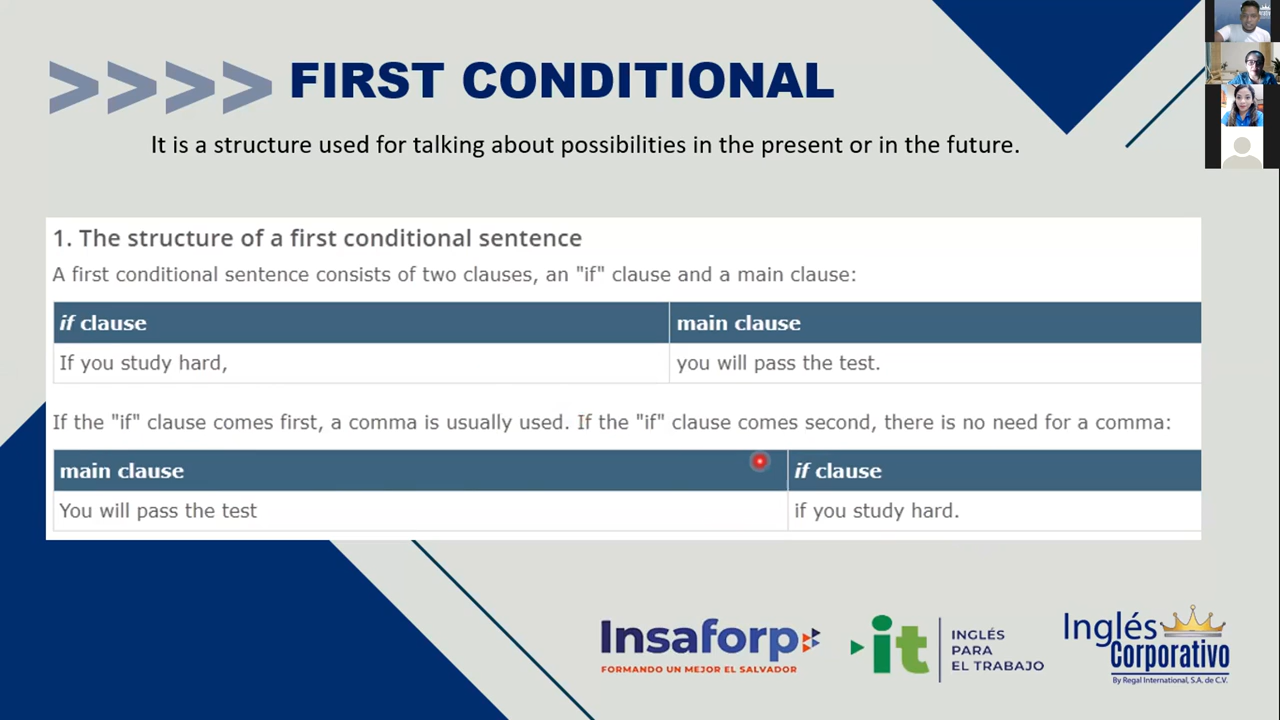 >>>> FIRST CONDITIONAL
It is a structure used for talking about possibilities in the present or in the future.
1. The structure of a first conditional sentence
A first conditional sentence consists of two clauses, an "if" clause and a main clause:
if clause main clause
If you study hard, you will pass the test.
If the "if" clause comes first, a comma is usually used. If the "if" clause comes second, there is no need for a comma:
main clause if clause
You will pass the test if you study hard.
Insaforp
FORMANDO UN MEJOR EL SALVADOR
it
INGLÉS
PARA
EL TRABAJO
Inglés
Corporativo
By Regal International, S.A. de C.V.